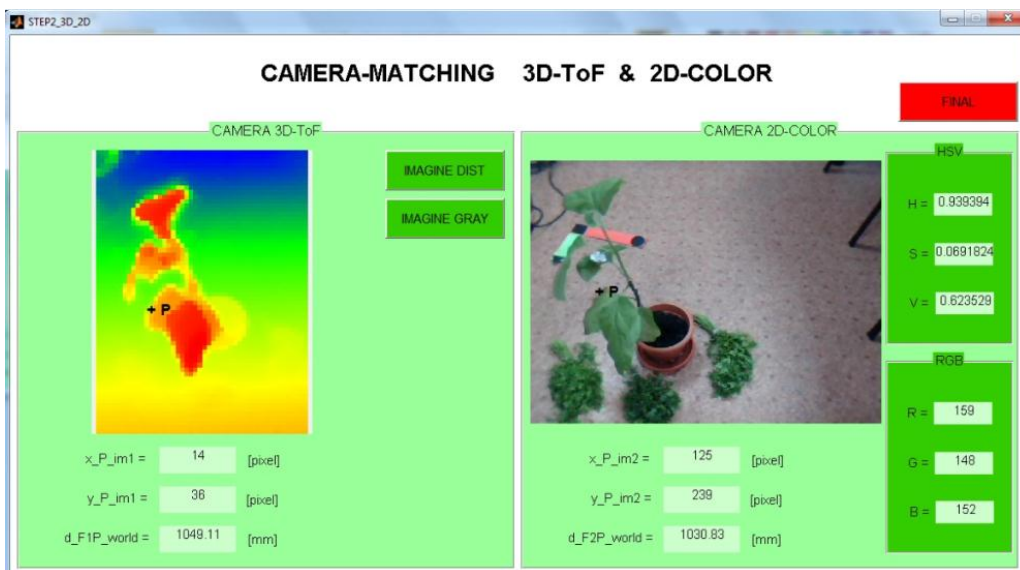 STEP2_3D_2D
CAMERA-MATCHING 3D-ToF & 2D-COLOR
FINAL
CAMERA 3D-ToF
IMAGINE DIST
IMAGINE GRAY
+ P
x_P_im1 = 14 [pixel]
y_P_im1 = 36 [pixel]
d_F1P_world = 1049.11 [mm]
CAMERA 2D-COLOR
+ P
x_P_im2 = 125 [pixel]
y_P_im2 = 239 [pixel]
d_F2P_world = 1030.83 [mm]
HSV
H = 0.939394
S = 0.0691824
V = 0.623529
RGB
R = 159
G = 148
B = 152